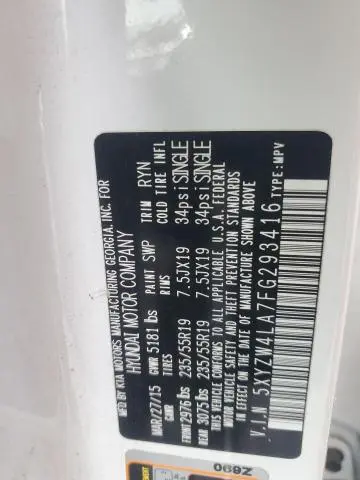 MFG BY KIA MOTORS MANUFACTURING GEORGIA, INC. FOR
HYUNDAI MOTOR COMPANY
MAR/27/15 GVWR 5181 lbs PAINT SWP TRIM RYN
GAWR RIMS COLD TIRE INFL
FRONT 2976 lbs 235/55R19 7.5JX19 34psi SINGLE
REAR 3075 lbs 235/55R19 7.5JX19 34psi SINGLE
THIS VEHICLE CONFORMS TO ALL APPLICABLE U.S.A. FEDERAL
MOTOR VEHICLE SAFETY AND THEFT PREVENTION STANDARDS
IN EFFECT ON THE DATE OF MANUFACTURE SHOWN ABOVE
V.I.N 5XYZW4LA7FG293416 TYPE:MPV
Z690